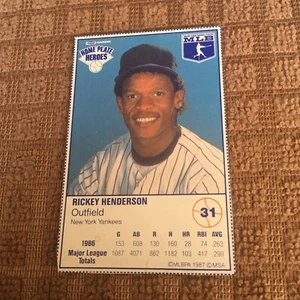 HOME PLATE
HEROES
MLB
RICKEY HENDERSON
Outfield
New York Yankees
31
G AB R H HR RBI AVG
1986 153 608 130 160 28 74 263
Major League
Totals 1087 4071 862 1182 103 417 290
©MLBPA 1987 ©MSA